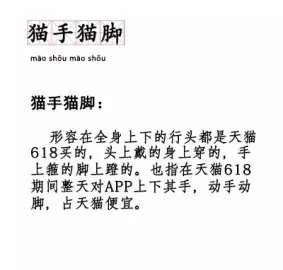 猫手猫脚
māo shǒu māo shǒu
猫手猫脚：
形容在全身上下的行头都是天猫
618买的，头上戴的身上穿的，手
上箍的脚上蹬的。也指在天猫618
期间整天对APP上下其手，动手动
脚，占天猫便宜。